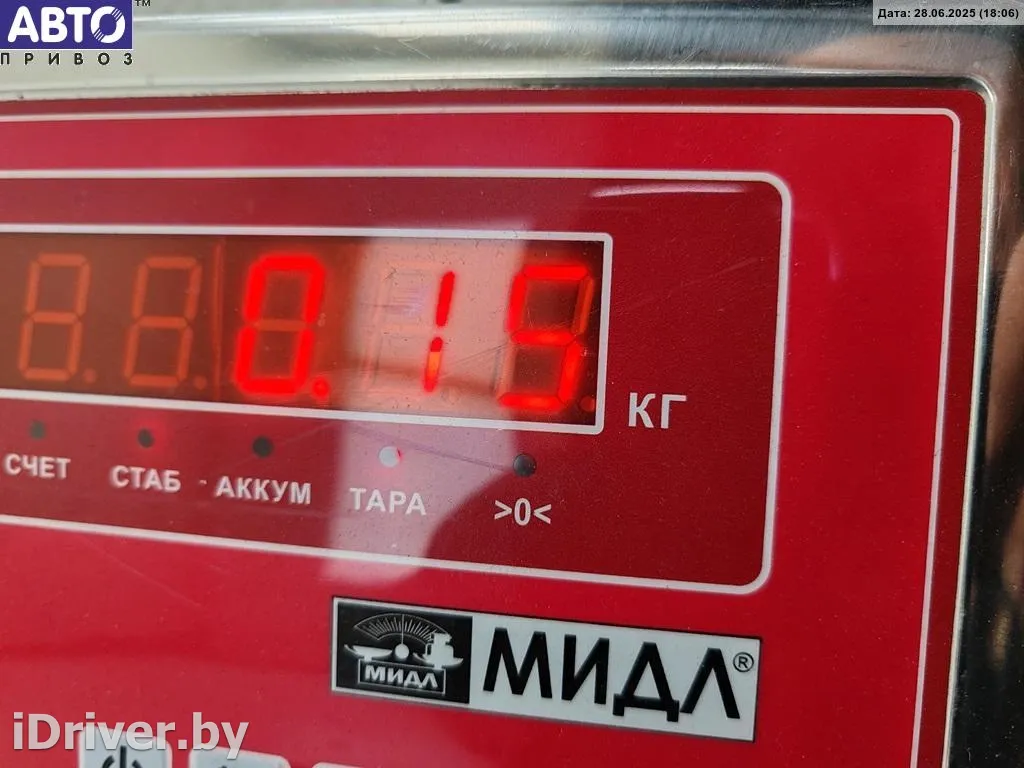 АВТО™
ПРИВОЗ
Дата: 28.06.2025 (18:06)
0.15
КГ
СЧЕТ СТАБ АККУМ ТАРА >0<
МИДЛ МИДЛ®
iDriver.by